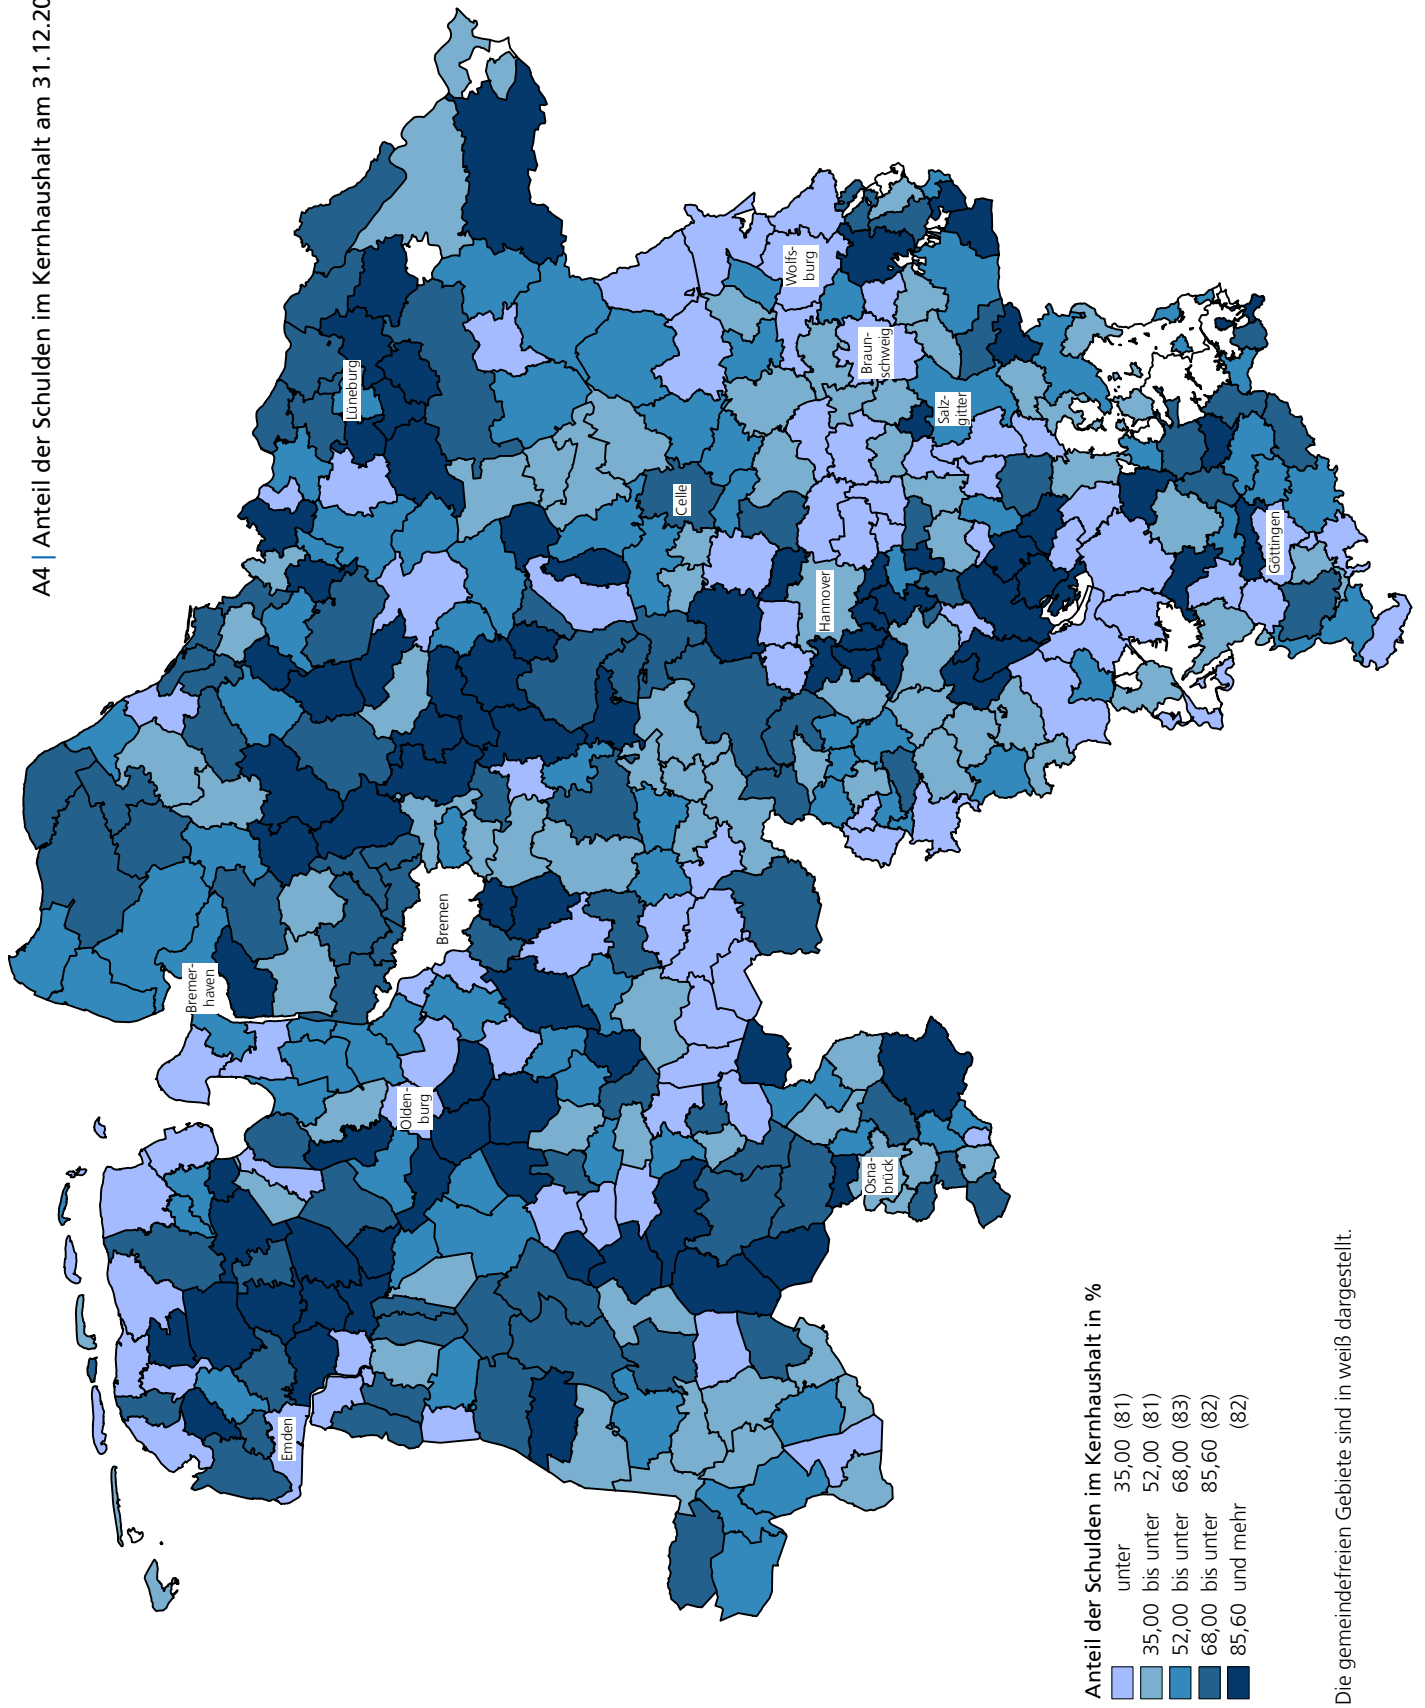 A4 | Anteil der Schulden im Kernhaushalt am 31.12.20
Lüneburg
Wolfs-
burg
Braun-
schweig
Salz-
gitter
Celle
Hannover
Göttingen
Bremen
Bremer-
haven
Olden-
burg
Osna-
brück
Emden
Anteil der Schulden im Kernhaushalt in %
unter 35,00 (81)
35,00 bis unter 52,00 (81)
52,00 bis unter 68,00 (83)
68,00 bis unter 85,60 (82)
85,60 und mehr (82)
Die gemeindefreien Gebiete sind in weiß dargestellt.